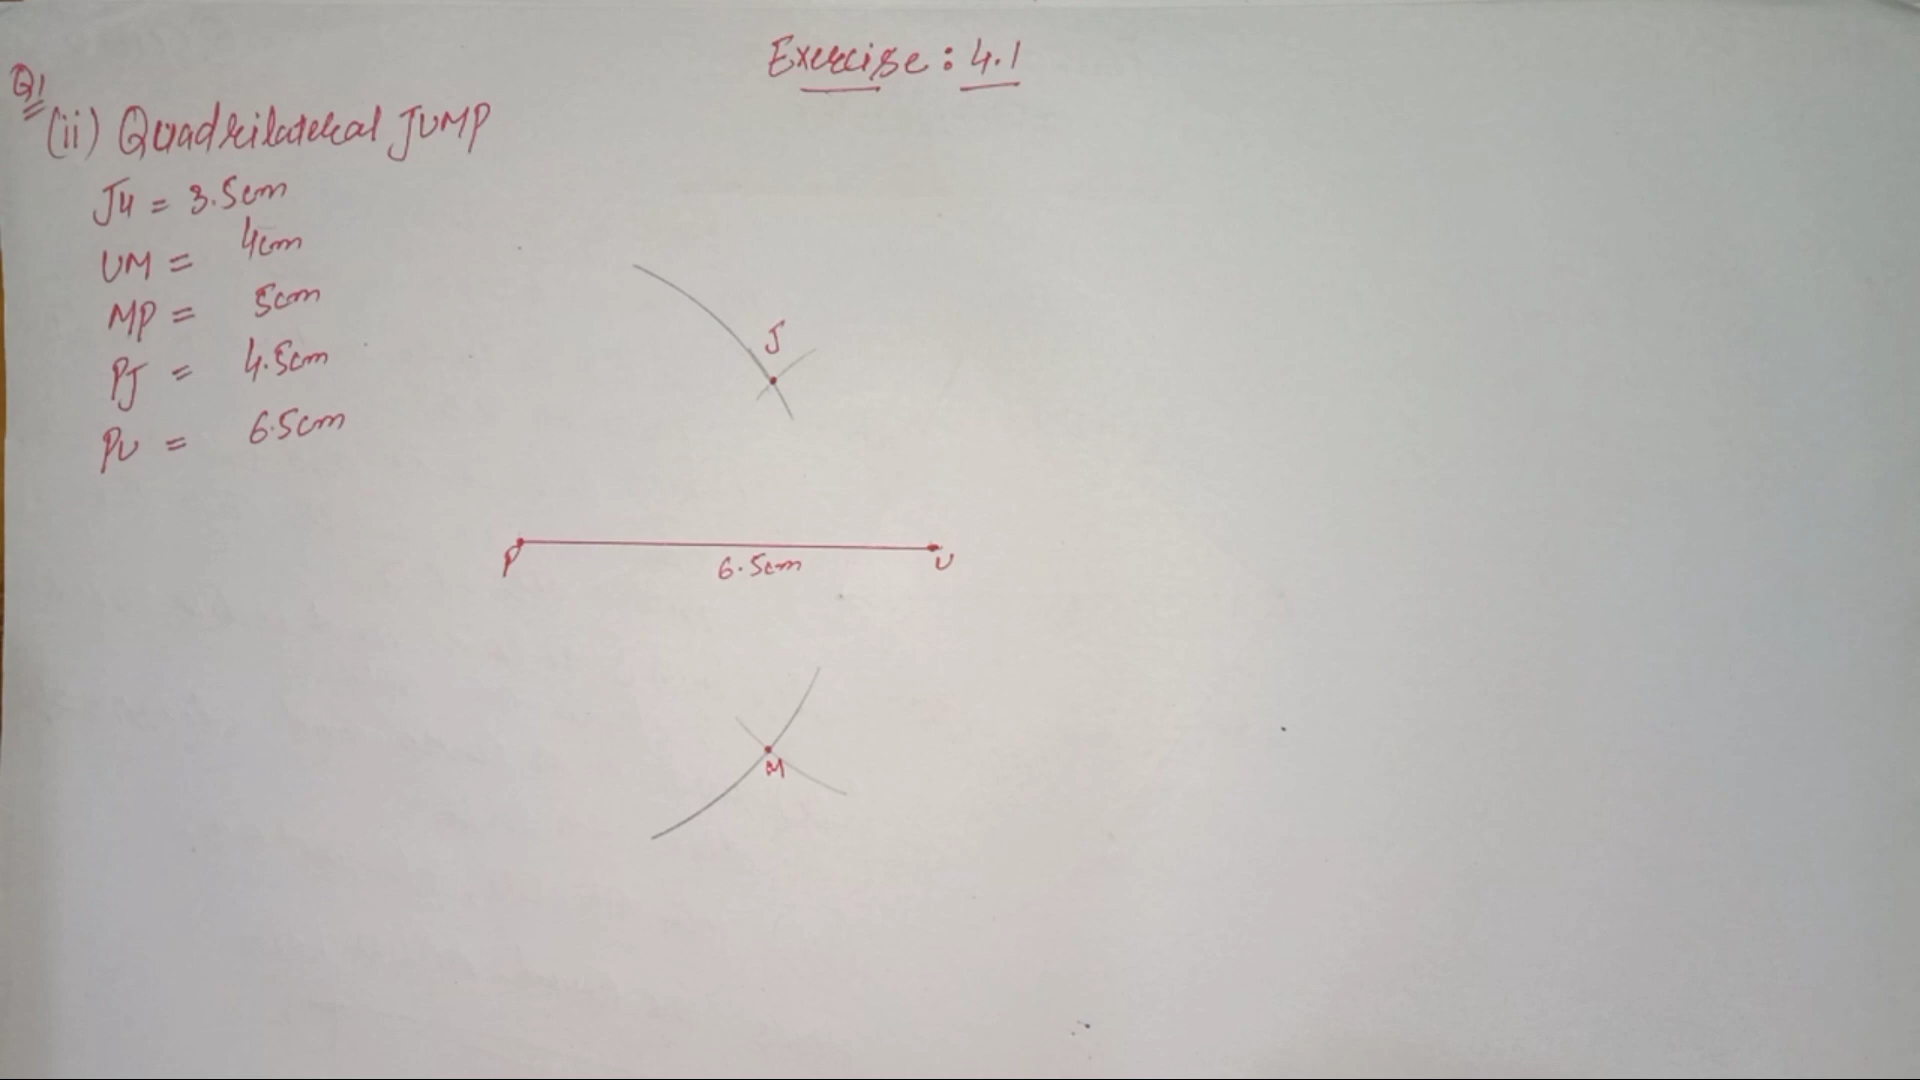 Exercise: 4.1
Q1
(ii) Quadrilateral JUMP
JU = 3.5cm
UM = 4cm
MP = 5cm
PJ = 4.5cm
PU = 6.5cm
J
P
U
6.5cm
M